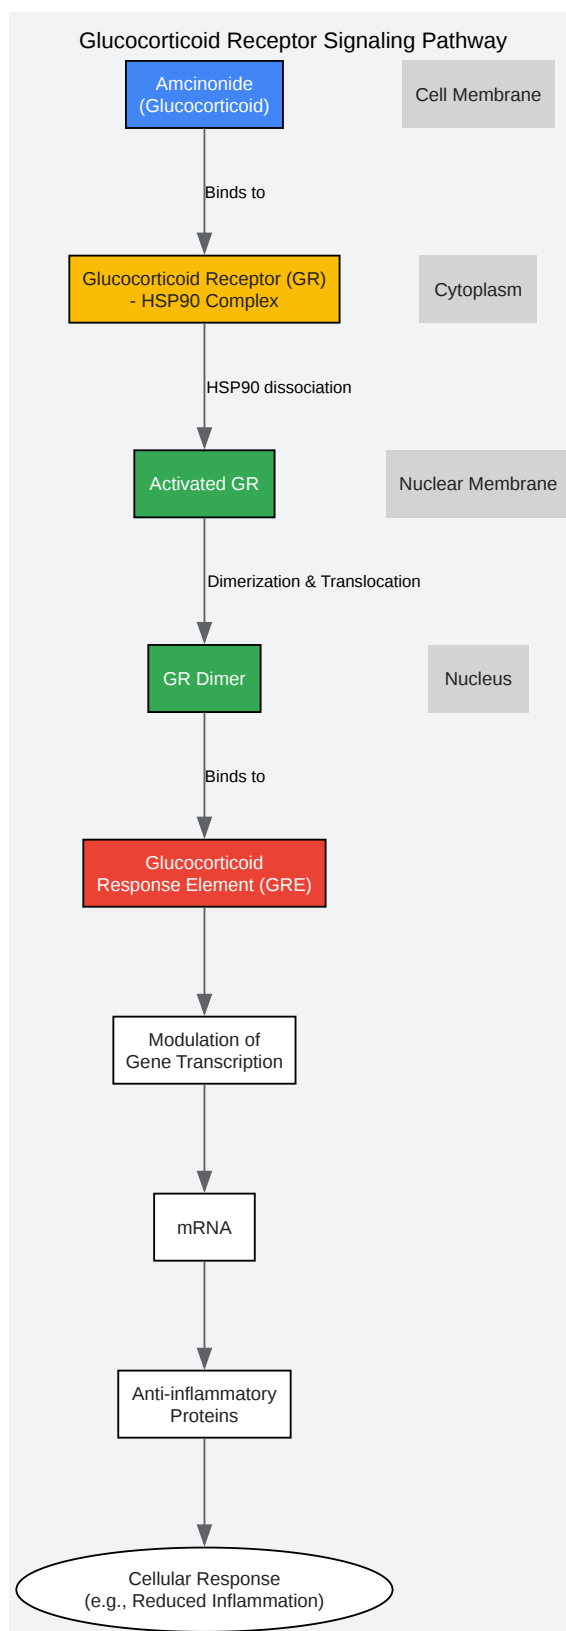 Glucocorticoid Receptor Signaling Pathway
Amcinonide
(Glucocorticoid)
Cell Membrane
Binds to
Glucocorticoid Receptor (GR)
- HSP90 Complex
Cytoplasm
HSP90 dissociation
Activated GR
Nuclear Membrane
Dimerization & Translocation
GR Dimer
Nucleus
Binds to
Glucocorticoid
Response Element (GRE)
Modulation of
Gene Transcription
mRNA
Anti-inflammatory
Proteins
Cellular Response
(e.g., Reduced Inflammation)